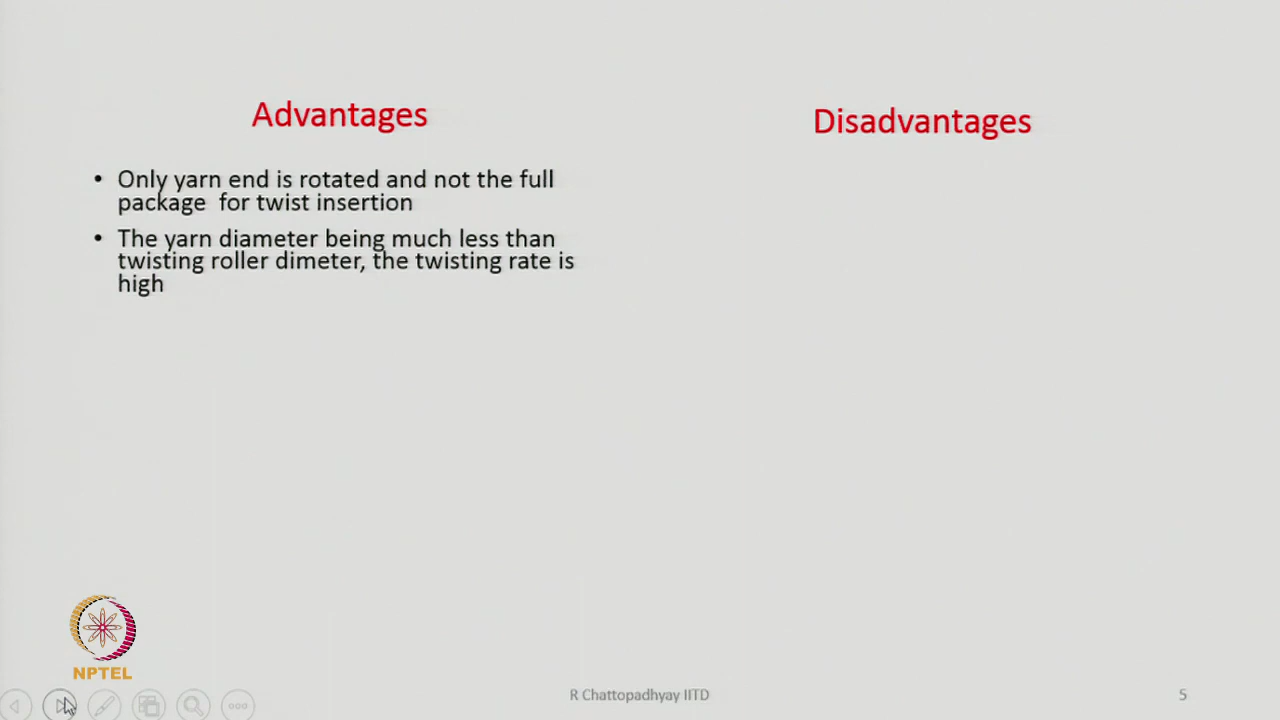 Advantages
Disadvantages
• Only yarn end is rotated and not the full
package for twist insertion
• The yarn diameter being much less than
twisting roller dimeter, the twisting rate is
high
NPTEL
R Chattopadhyay IITD
5